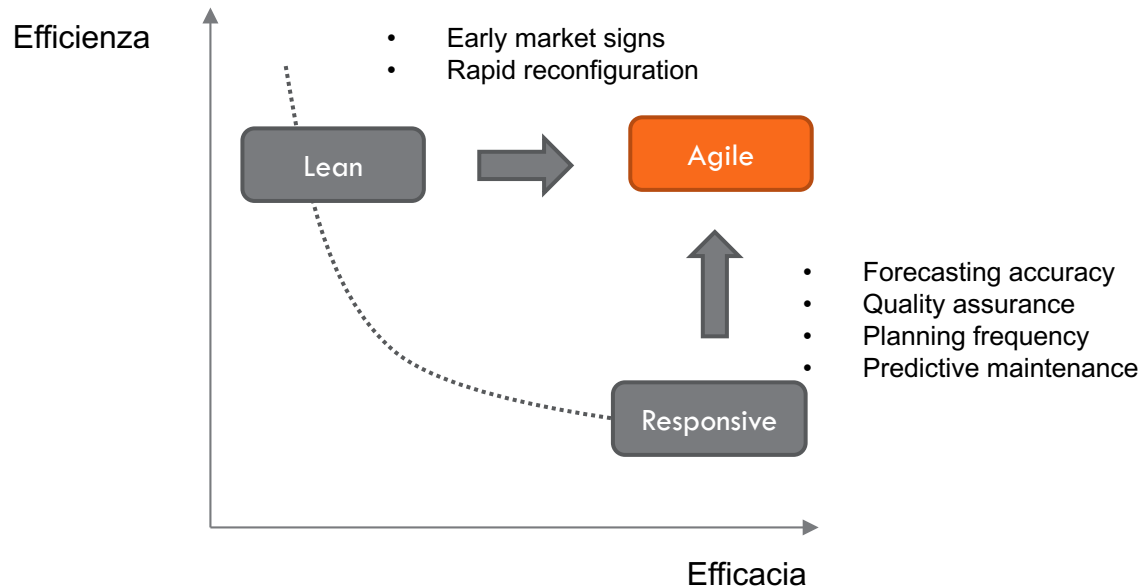 Efficienza
• Early market signs
• Rapid reconfiguration
Lean
Agile
• Forecasting accuracy
• Quality assurance
• Planning frequency
• Predictive maintenance
Responsive
Efficacia